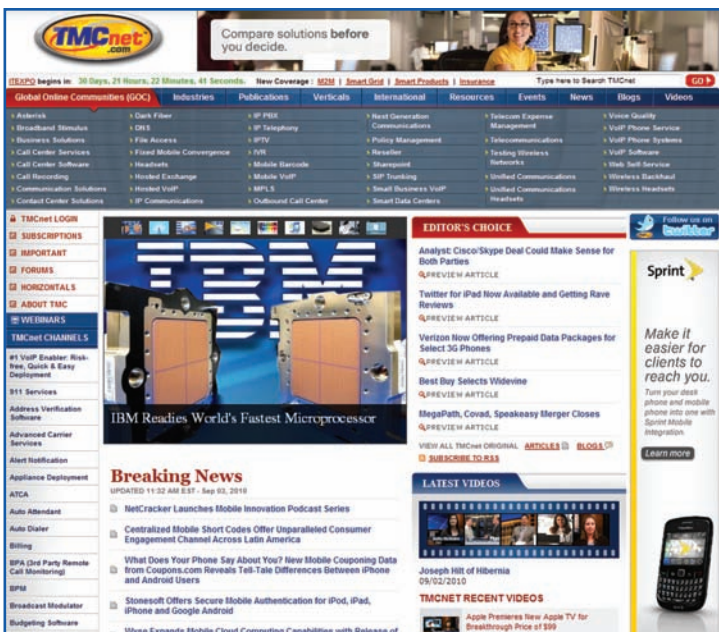 TMCnet
.com
Compare solutions before
you decide.
ITEXPO begins in: 30 Days, 21 Hours, 22 Minutes, 41 Seconds. New Coverage : M2M | Smart Grid | Smart Products | Insurance
Type here to Search TMCnet
GO
Global Online Communities (GOC) Industries Publications Verticals International Resources Events News Blogs Videos
Asterisk
Broadband Stimulus
Business Solutions
Call Center Services
Call Center Software
Call Recording
Communication Solutions
Contact Center Solutions
Dark Fiber
DNS
File Access
Fixed Mobile Convergence
Headsets
Hosted Exchange
Hosted VoIP
IP Communications
IP PBX
IP Telephony
IPTV
IVR
Mobile Barcode
Mobile VoIP
MPLS
Outbound Call Center
Next Generation
Communications
Policy Management
Reseller
Sharepoint
SIP Trunking
Small Business VoIP
Smart Data Centers
Telecom Expense
Management
Telecommunications
Testing Wireless
Networks
Unified Communications
Unified Communications
Headsets
Voice Quality
VoIP Phone Service
VoIP Phone Systems
VoIP Software
Web Self-Service
Wireless Backhaul
Wireless Headsets
TMCnet LOGIN
SUBSCRIPTIONS
IMPORTANT
FORUMS
HORIZONTALS
ABOUT TMC
WEBINARS
TMCnet CHANNELS
#1 VoIP Enabler: Risk-
free, Quick & Easy
Deployment
911 Services
Address Verification
Software
Advanced Carrier
Services
Alert Notification
Appliance Deployment
ATCA
Auto Attendant
Auto Dialer
Billing
BPA (3rd Party Remote
Call Monitoring)
BPM
Broadcast Modulator
Budgeting Software
IBM
IBM Readies World's Fastest Microprocessor
Breaking News
UPDATED 11:32 AM EST - Sep 03, 2010
NetCracker Launches Mobile Innovation Podcast Series
Centralized Mobile Short Codes Offer Unparalleled Consumer
Engagement Channel Across Latin America
What Does Your Phone Say About You? New Mobile Couponing Data
from Coupons.com Reveals Tell-Tale Differences Between iPhone
and Android Users
Stonesoft Offers Secure Mobile Authentication for iPod, iPad,
iPhone and Google Android
Wyse Expands Mobile Cloud Computing Capabilities with Release of
EDITOR'S CHOICE
Analyst: Cisco/Skype Deal Could Make Sense for
Both Parties
PREVIEW ARTICLE
Twitter for iPad Now Available and Getting Rave
Reviews
PREVIEW ARTICLE
Verizon Now Offering Prepaid Data Packages for
Select 3G Phones
PREVIEW ARTICLE
Best Buy Selects Widevine
PREVIEW ARTICLE
MegaPath, Covad, Speakeasy Merger Closes
PREVIEW ARTICLE
VIEW ALL TMCnet ORIGINAL ARTICLES BLOGS
SUBSCRIBE TO RSS
LATEST VIDEOS
Joseph Hilt of Hibernia
09/02/2010
TMCNET RECENT VIDEOS
Apple Premieres New Apple TV for
Breakthrough Price of $99
Follow us on
twitter
Sprint
Make it
easier for
clients to
reach you.
Turn your desk
phone and mobile
phone into one with
Sprint Mobile
Integration.
Learn more